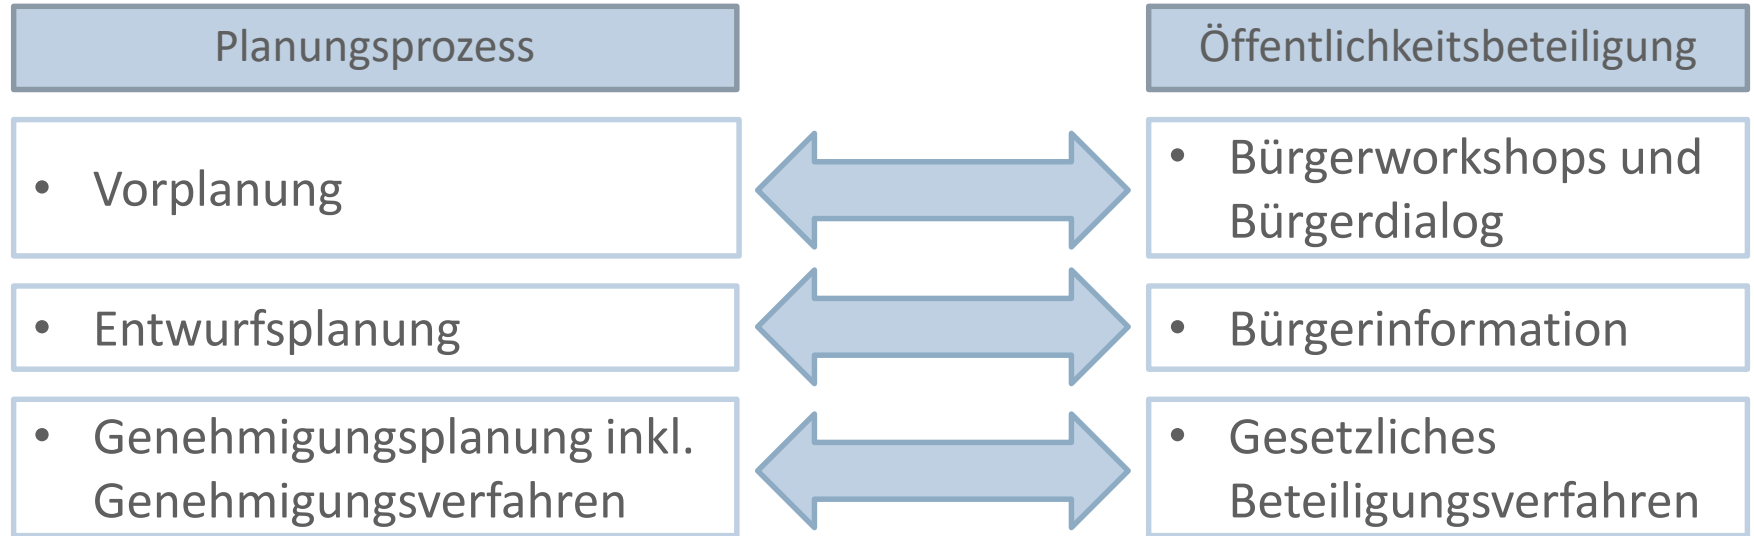 Planungsprozess
Öffentlichkeitsbeteiligung
• Vorplanung
• Bürgerworkshops und
Bürgerdialog
• Entwurfsplanung
• Bürgerinformation
• Genehmigungsplanung inkl.
Genehmigungsverfahren
• Gesetzliches
Beteiligungsverfahren